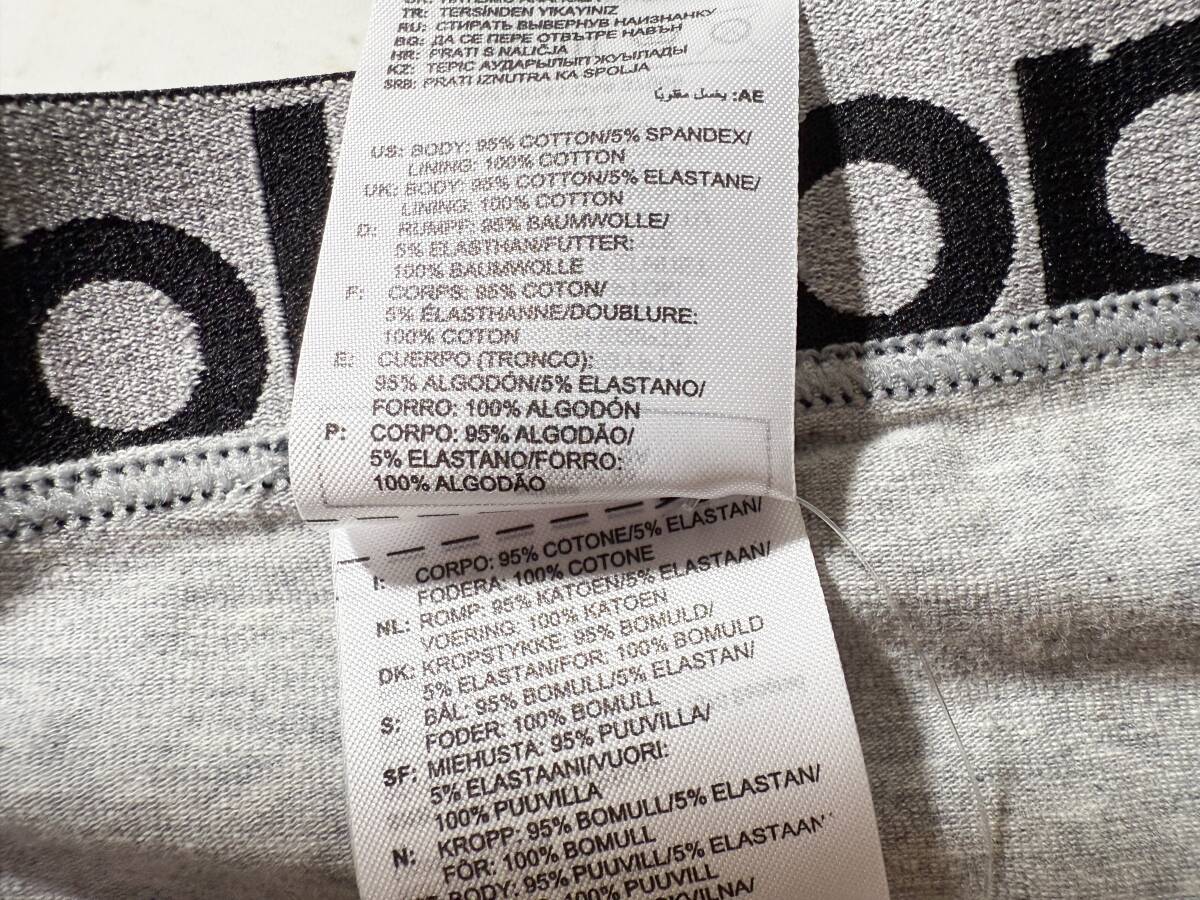 TR: TERSİNDEN YIKAYINIZ
RU: СТИРАТЬ ВЫВЕРНУВ НАИЗНАНКУ
BG: ДА СЕ ПЕРЕ ОТВЪТРЕ НАВЪН
HR: PRATI S NALIČJA
KZ: ТЕРІС АУДАРЫЛЫП ЖУЫЛАДЫ
SRB: PRATI IZNUTRA KA SPOLJA
AE: يغسل مقلوبًا
US: BODY: 95% COTTON/5% SPANDEX/
LINING: 100% COTTON
UK: BODY: 95% COTTON/5% ELASTANE/
LINING: 100% COTTON
D: RUMPF: 95% BAUMWOLLE/
5% ELASTHAN/FUTTER:
100% BAUMWOLLE
F: CORPS: 95% COTON/
5% ÉLASTHANNE/DOUBLURE:
100% COTON
E: CUERPO (TRONCO):
95% ALGODÓN/5% ELASTANO/
FORRO: 100% ALGODÓN
P: CORPO: 95% ALGODÃO/
5% ELASTANO/FORRO:
100% ALGODÃO
I: CORPO: 95% COTONE/5% ELASTAN/
FODERA: 100% COTONE
NL: ROMP: 95% KATOEN/5% ELASTAAN/
VOERING: 100% KATOEN
DK: KROPSTYKKE: 95% BOMULD/
5% ELASTAN/FOR: 100% BOMULD
S: BÅL: 95% BOMULL/5% ELASTAN/
FODER: 100% BOMULL
SF: MIEHUSTA: 95% PUUVILLA/
5% ELASTAANI/VUORI:
100% PUUVILLA
N: KROPP: 95% BOMULL/5% ELASTAN/
FÔR: 100% BOMULL
BODY: 95% PUUVILL/5% ELASTAAN
100% PUUVILL